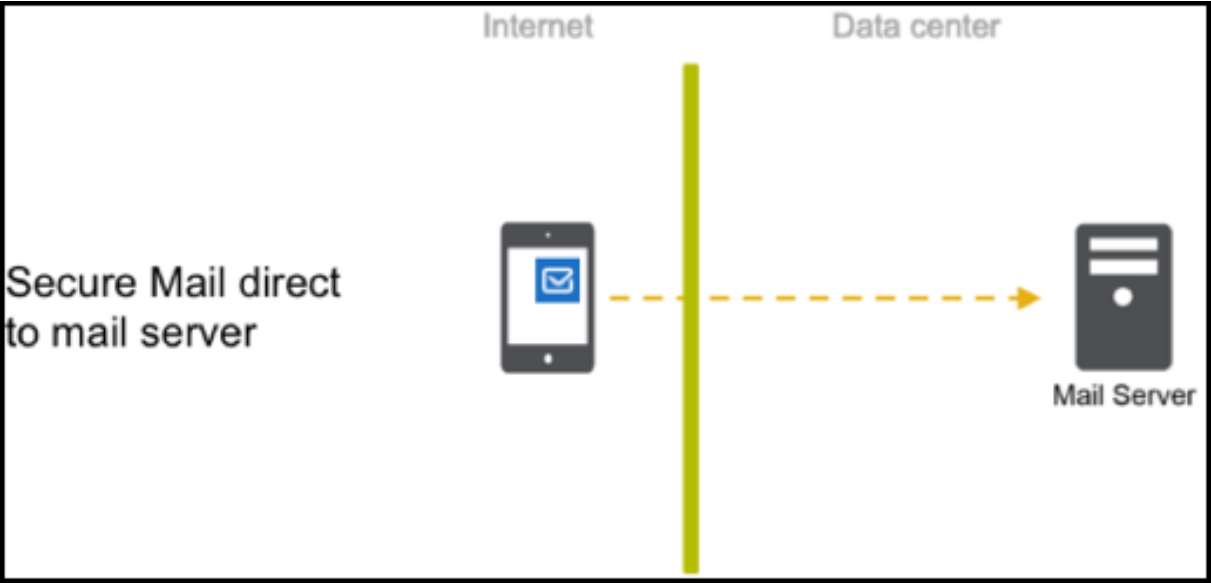 Internet
Data center
Secure Mail direct
to mail server
Mail Server